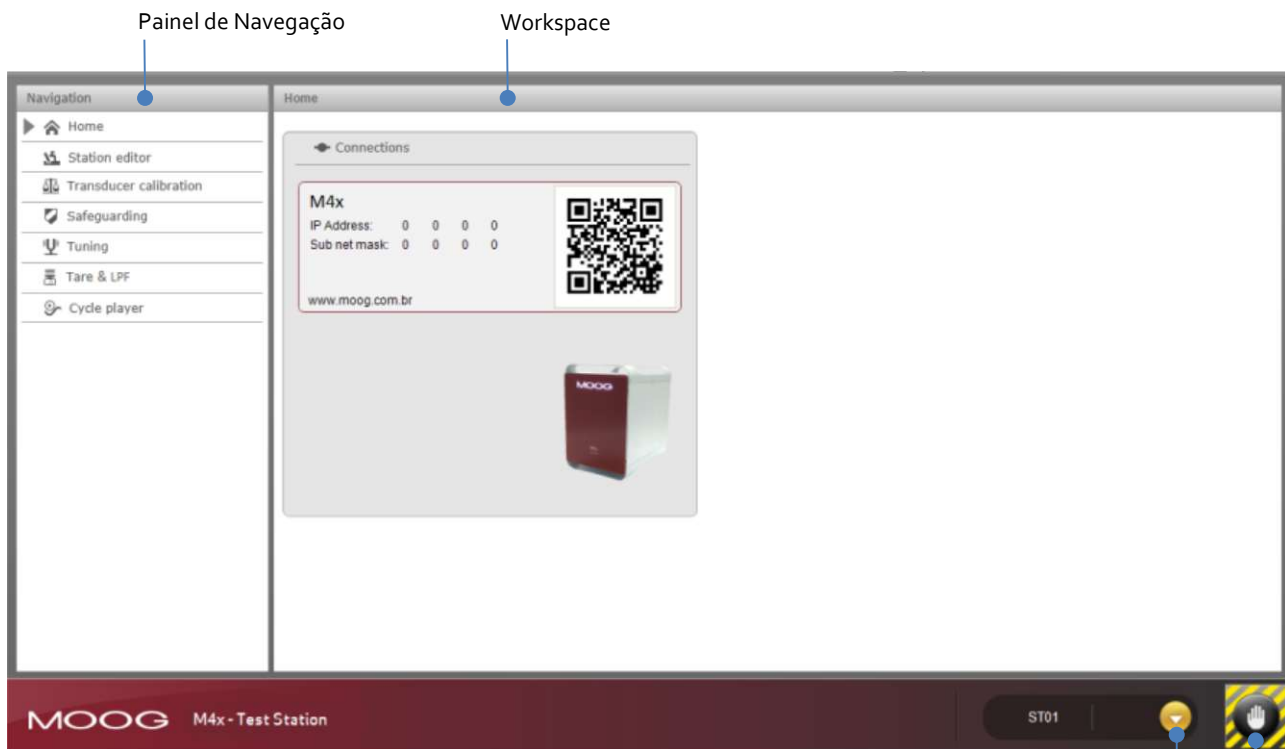 Painel de Navegação
Workspace
Navigation
Home
Home
Station editor
Transducer calibration
Safeguarding
Tuning
Tare & LPF
Cycle player
Connections
M4x
IP Address: 0 0 0 0
Sub net mask: 0 0 0 0
www.moog.com.br
MOOG
MOOG M4x - Test Station
ST01